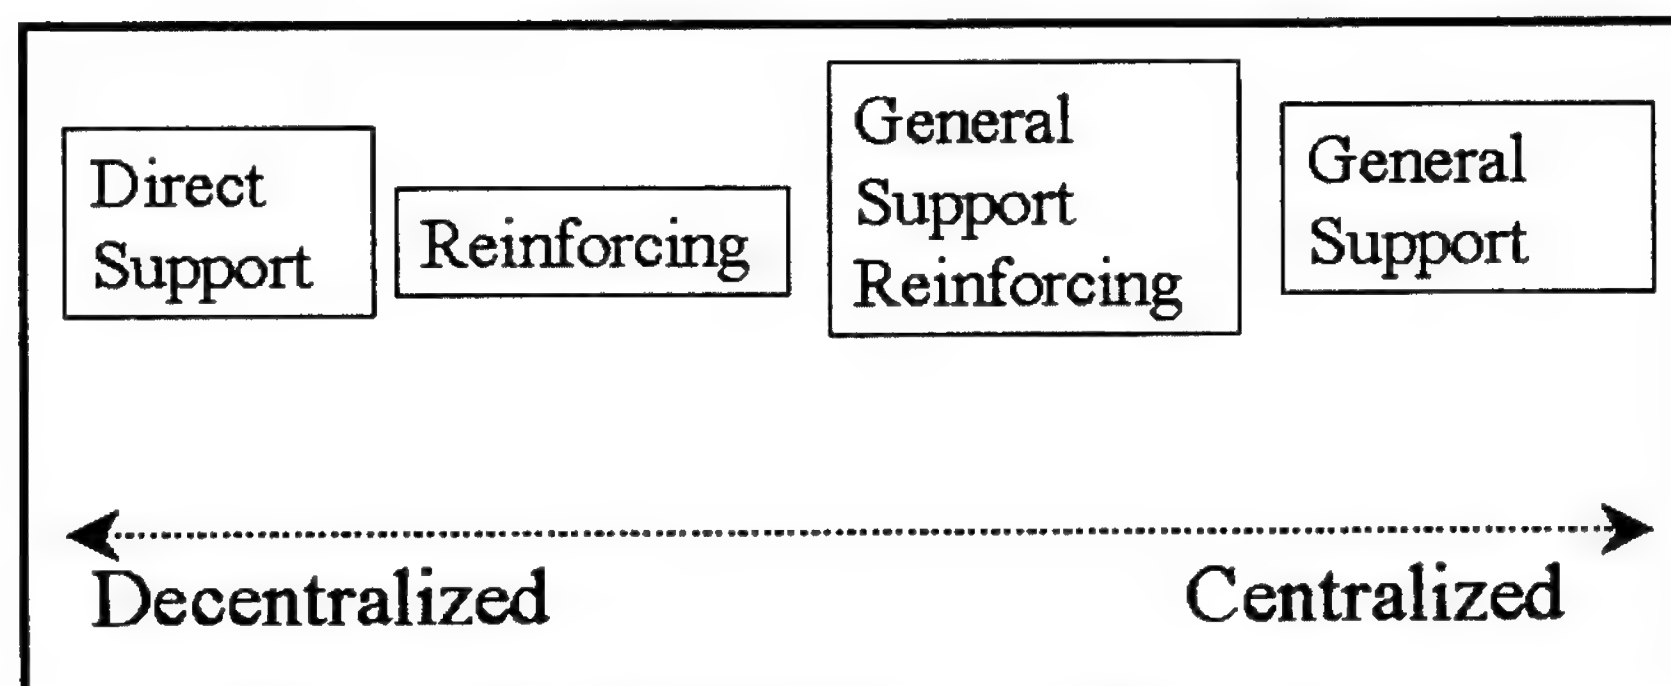 Direct
Support
Reinforcing
General
Support
Reinforcing
General
Support
Decentralized
Centralized